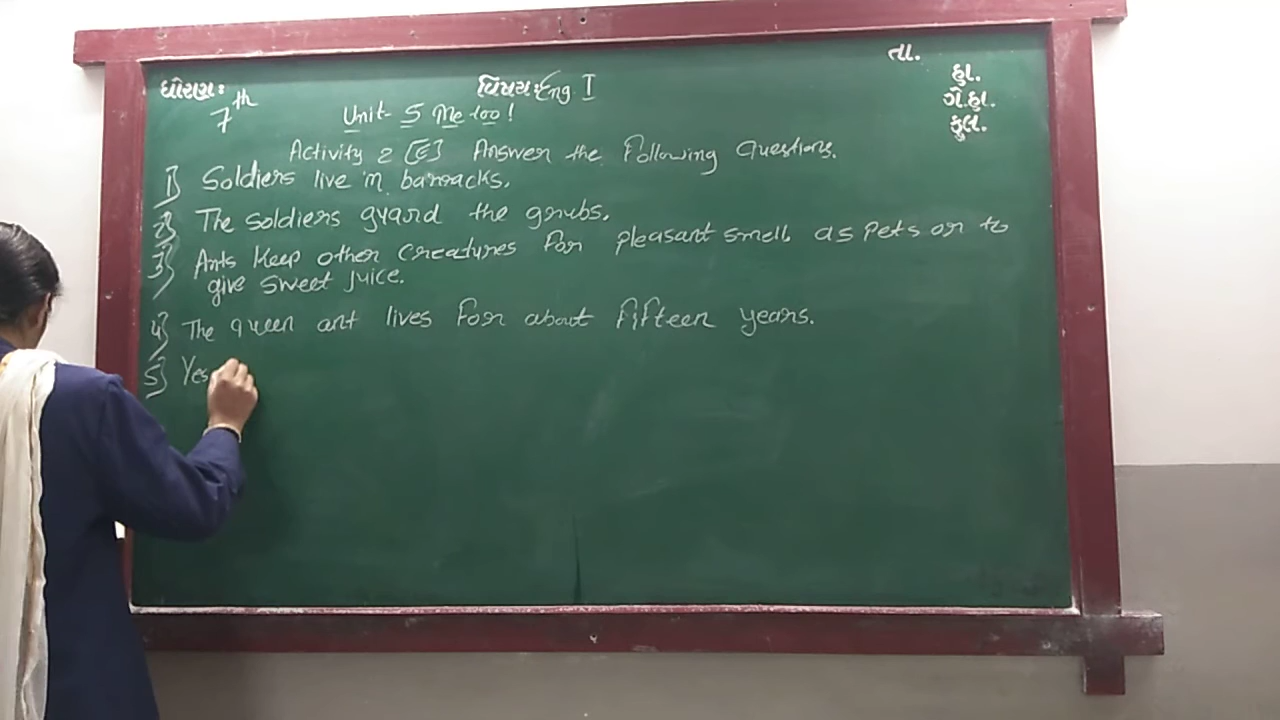 તા.
ધોરણ: 7th વિષય: Eng I હા.
Unit- 5 Me too! ગે.હા.
કુલ.
Activity 2 [E] Answer the Following Questions.
1] Soldiers live in barracks.
2] The soldiers guard the grubs.
3] Ants keep other creatures for pleasant smell as pets or to
give sweet juice.
4] The queen ant lives for about fifteen years.
5] Yes